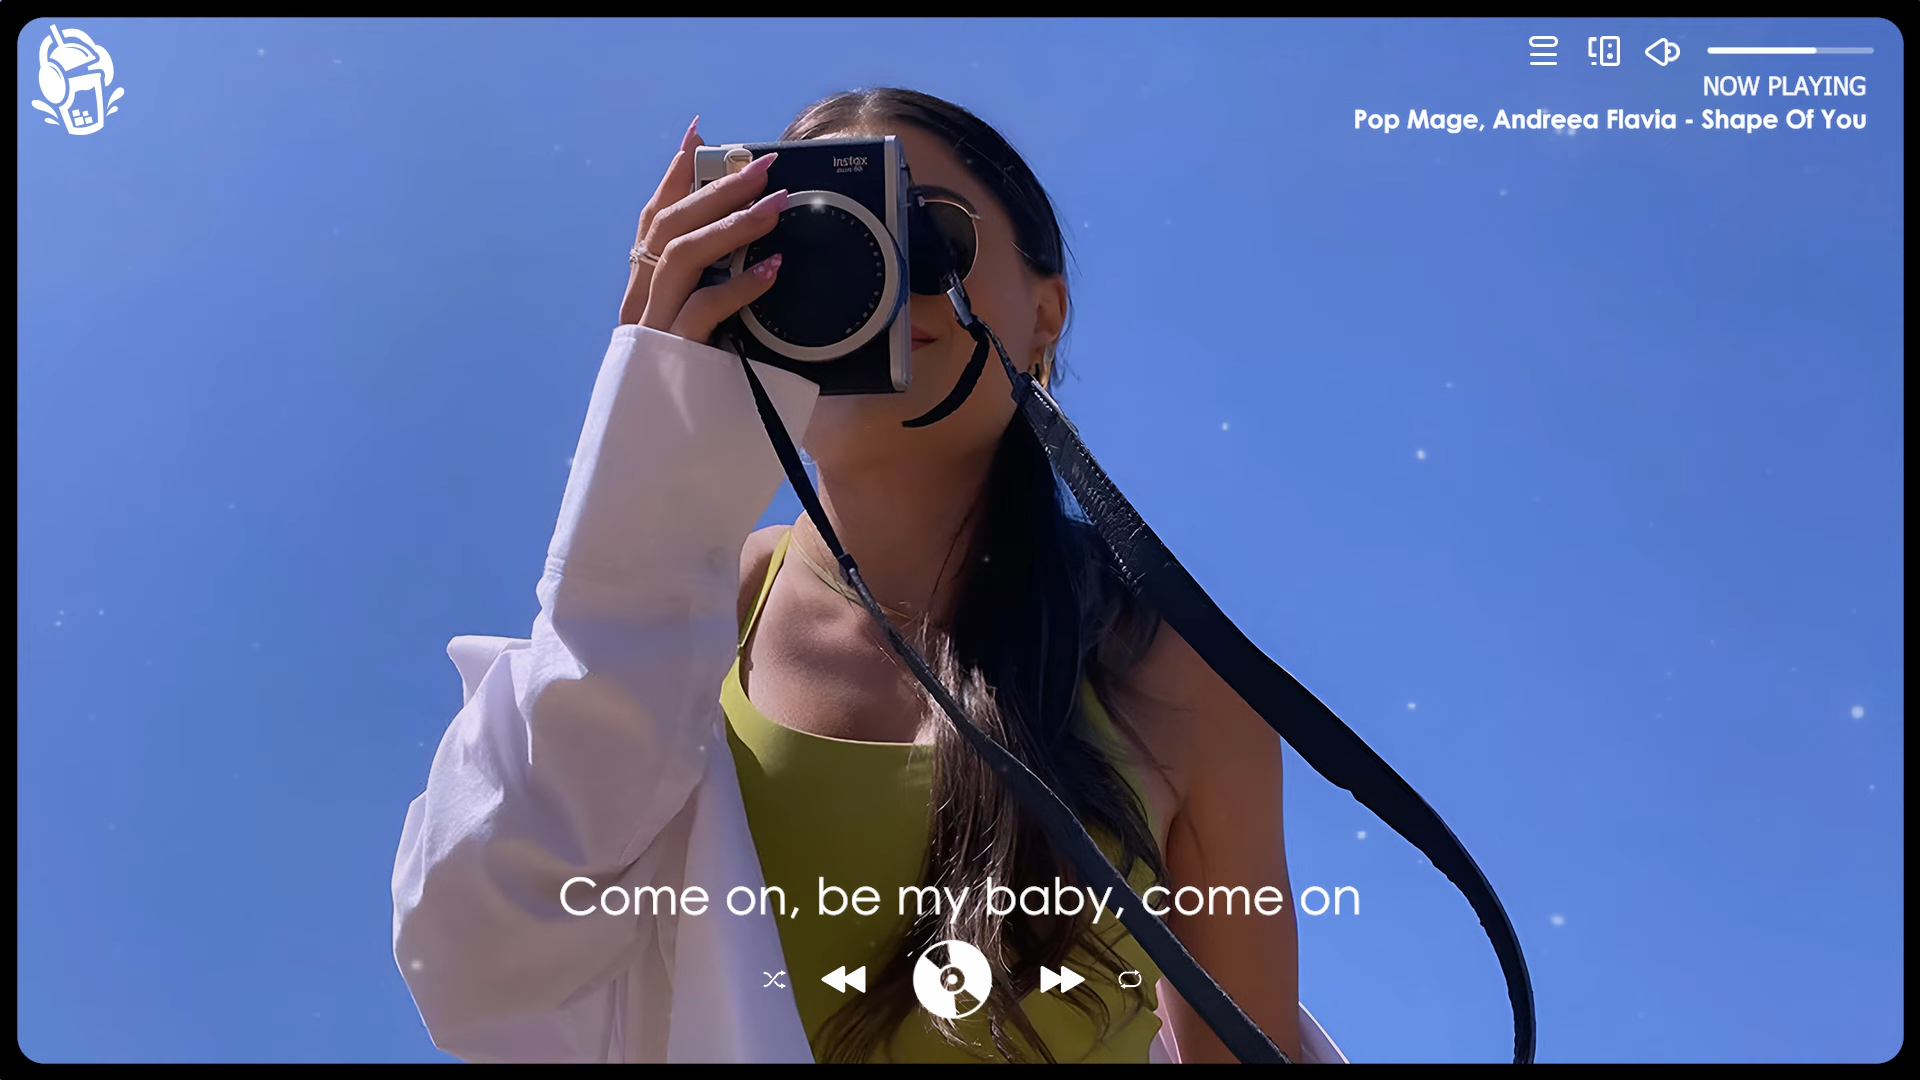 NOW PLAYING
Pop Mage, Andreea Flavia - Shape Of You
instax
Come on, be my baby, come on